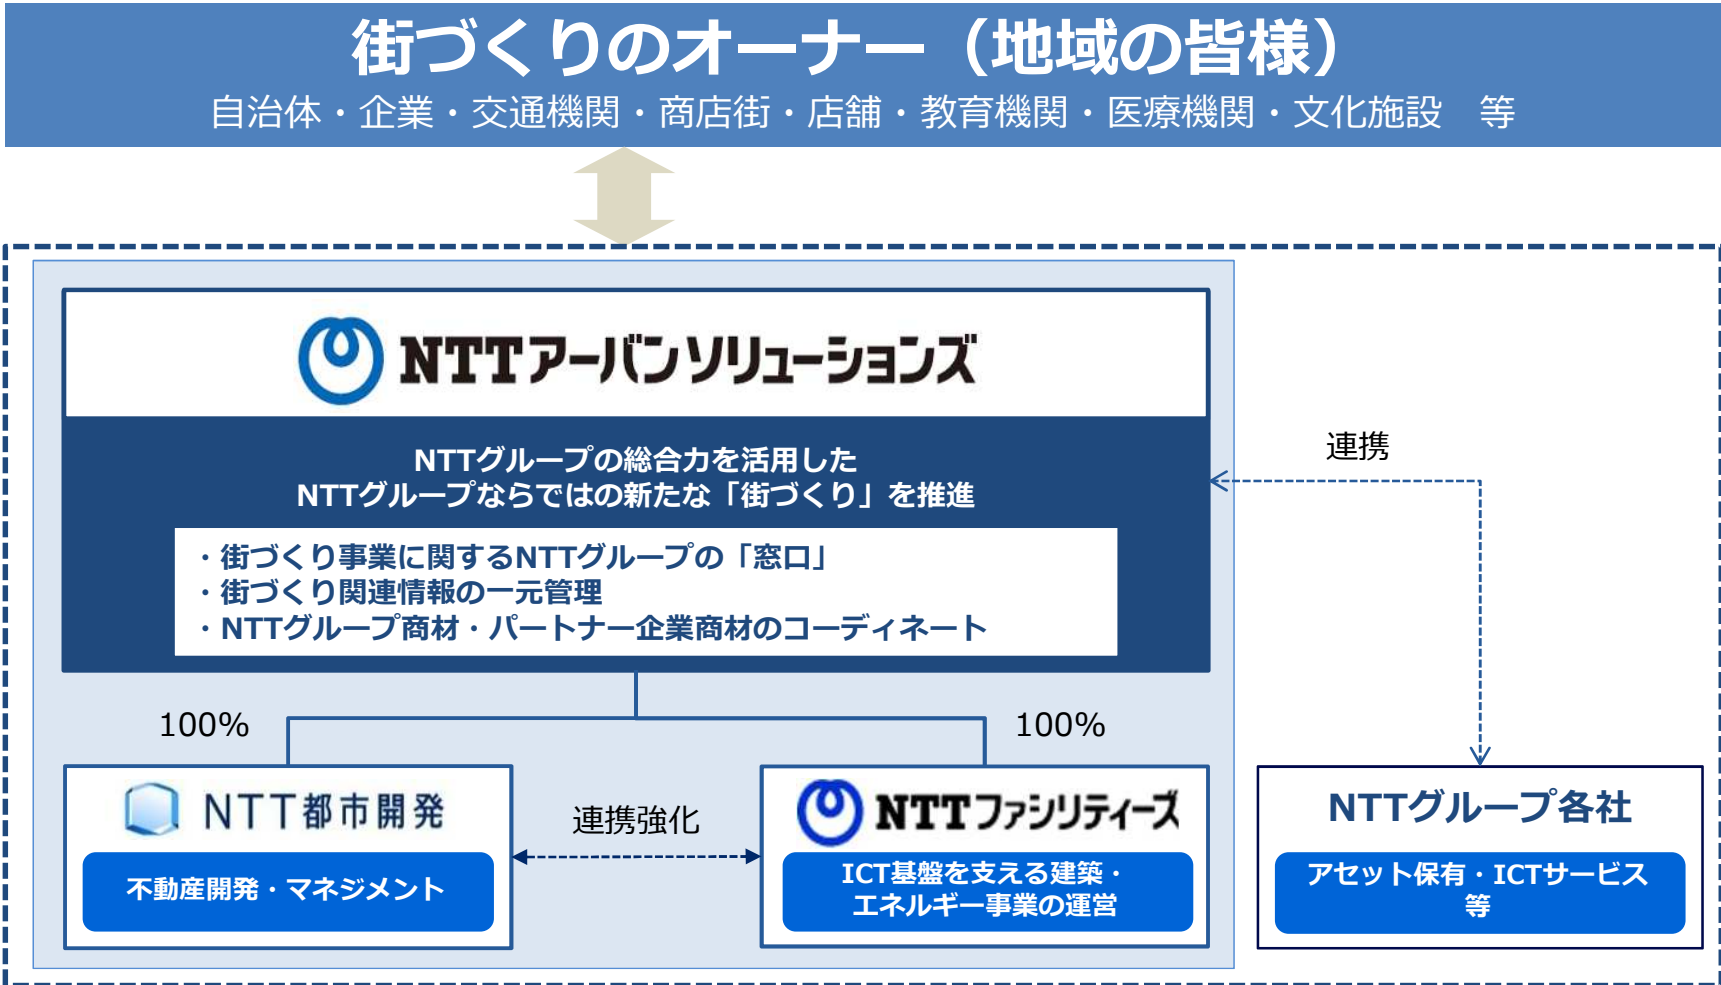 街づくりのオーナー（地域の皆様）
自治体・企業・交通機関・商店街・店舗・教育機関・医療機関・文化施設　等
NTTアーバンソリューションズ
NTTグループの総合力を活用した
NTTグループならではの新たな「街づくり」を推進
・街づくり事業に関するNTTグループの「窓口」
・街づくり関連情報の一元管理
・NTTグループ商材・パートナー企業商材のコーディネート
連携
100%
100%
NTT都市開発
不動産開発・マネジメント
連携強化
NTTファシリティーズ
ICT基盤を支える建築・
エネルギー事業の運営
NTTグループ各社
アセット保有・ICTサービス
等